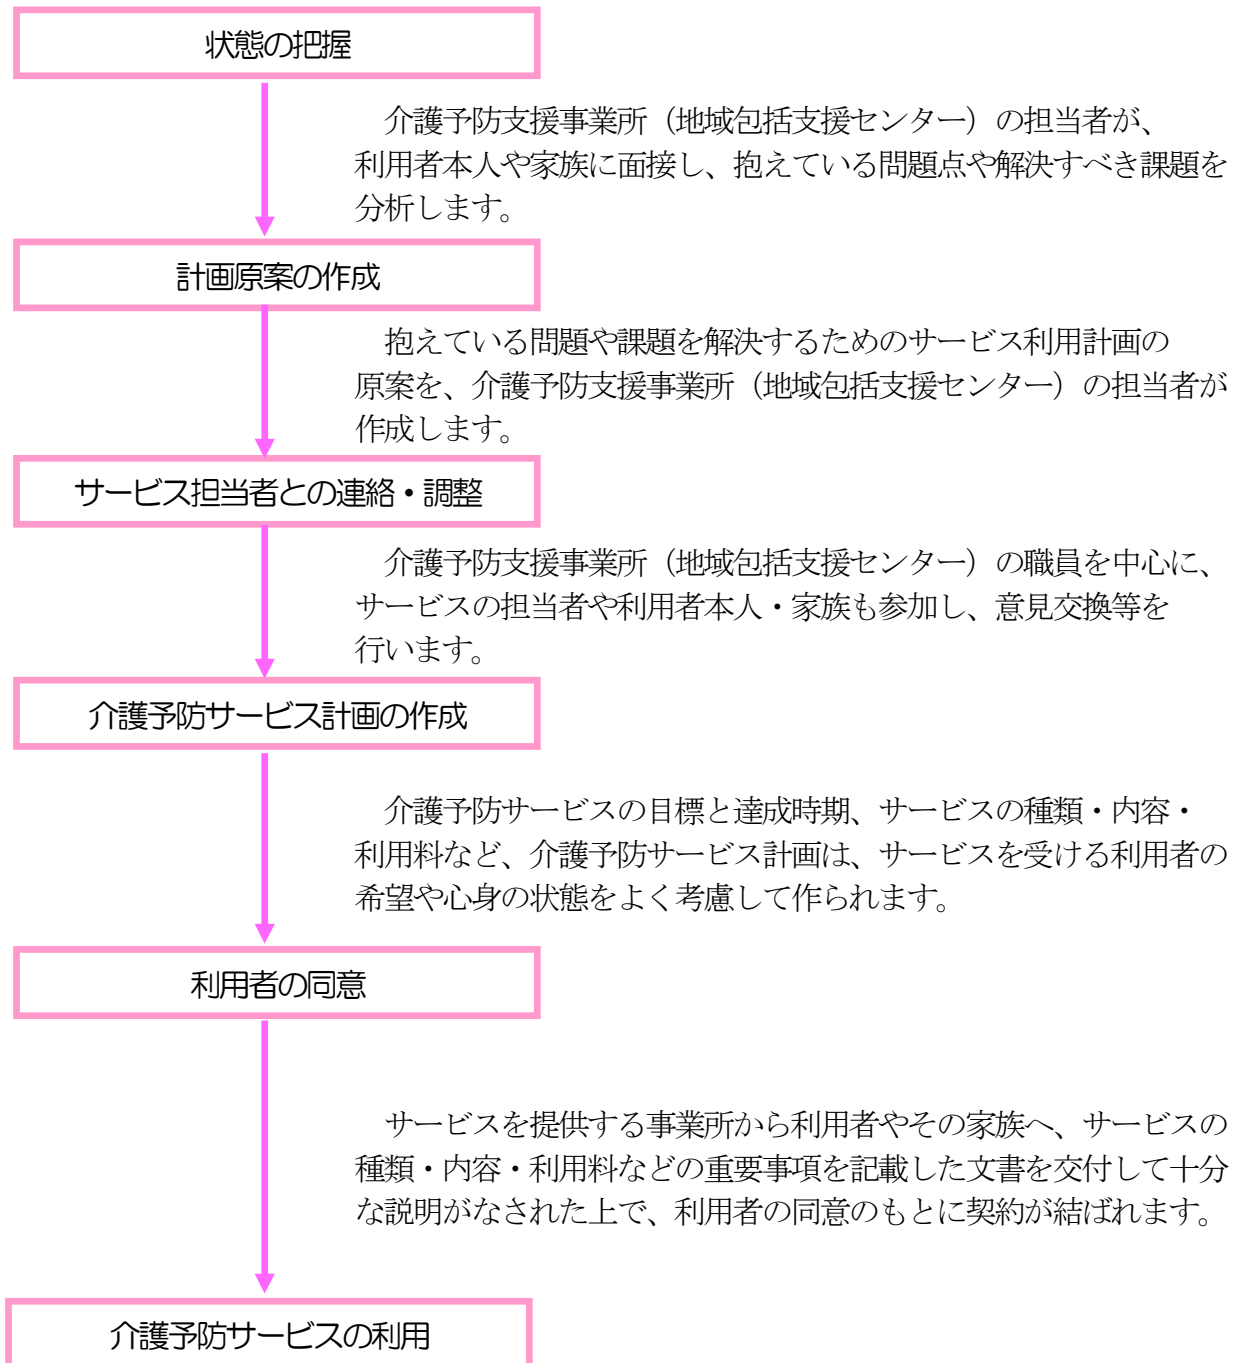 状態の把握
介護予防支援事業所（地域包括支援センター）の担当者が、
利用者本人や家族に面接し、抱えている問題点や解決すべき課題を
分析します。
計画原案の作成
抱えている問題や課題を解決するためのサービス利用計画の
原案を、介護予防支援事業所（地域包括支援センター）の担当者が
作成します。
サービス担当者との連絡・調整
介護予防支援事業所（地域包括支援センター）の職員を中心に、
サービスの担当者や利用者本人・家族も参加し、意見交換等を
行います。
介護予防サービス計画の作成
介護予防サービスの目標と達成時期、サービスの種類・内容・
利用料など、介護予防サービス計画は、サービスを受ける利用者の
希望や心身の状態をよく考慮して作られます。
利用者の同意
サービスを提供する事業所から利用者やその家族へ、サービスの
種類・内容・利用料などの重要事項を記載した文書を交付して十分
な説明がなされた上で、利用者の同意のもとに契約が結ばれます。
介護予防サービスの利用